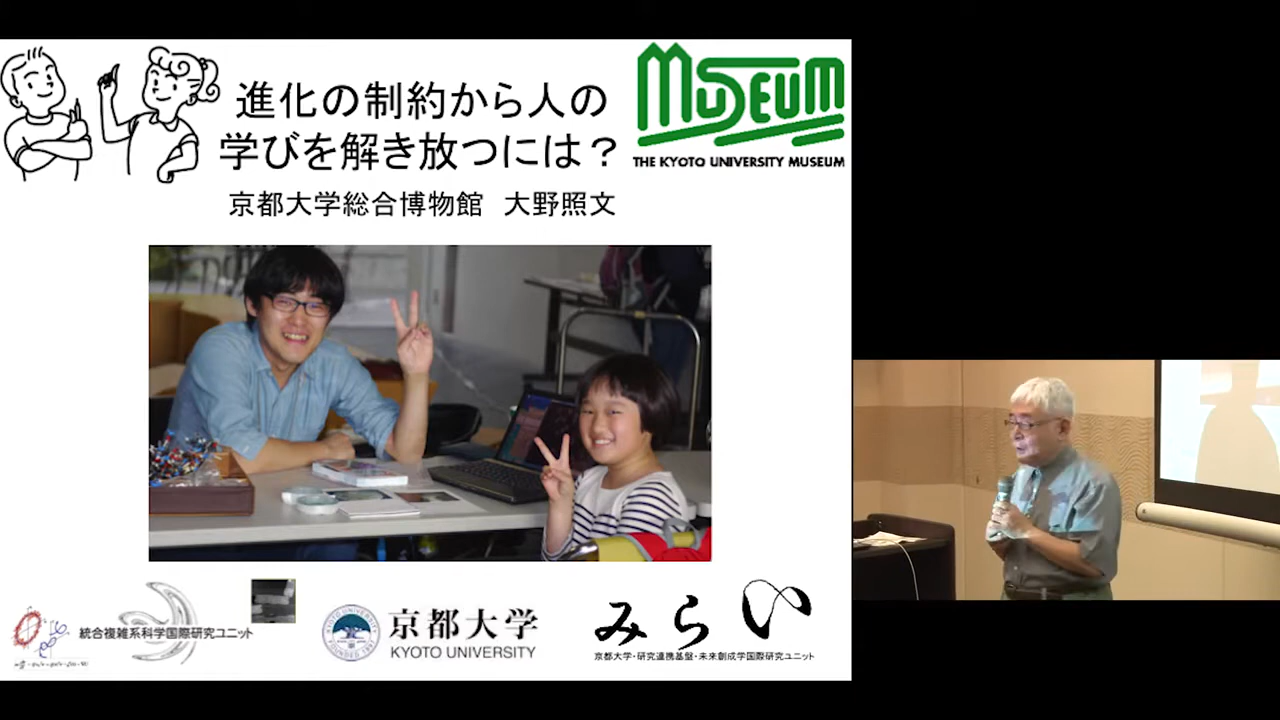 進化の制約から人の
学びを解き放つには？
京都大学総合博物館　大野照文
MUSEUM
THE KYOTO UNIVERSITY MUSEUM
統合複雑系科学国際研究ユニット
京都大学
KYOTO UNIVERSITY
みらい
京都大学・研究連携基盤・未来創成学国際研究ユニット